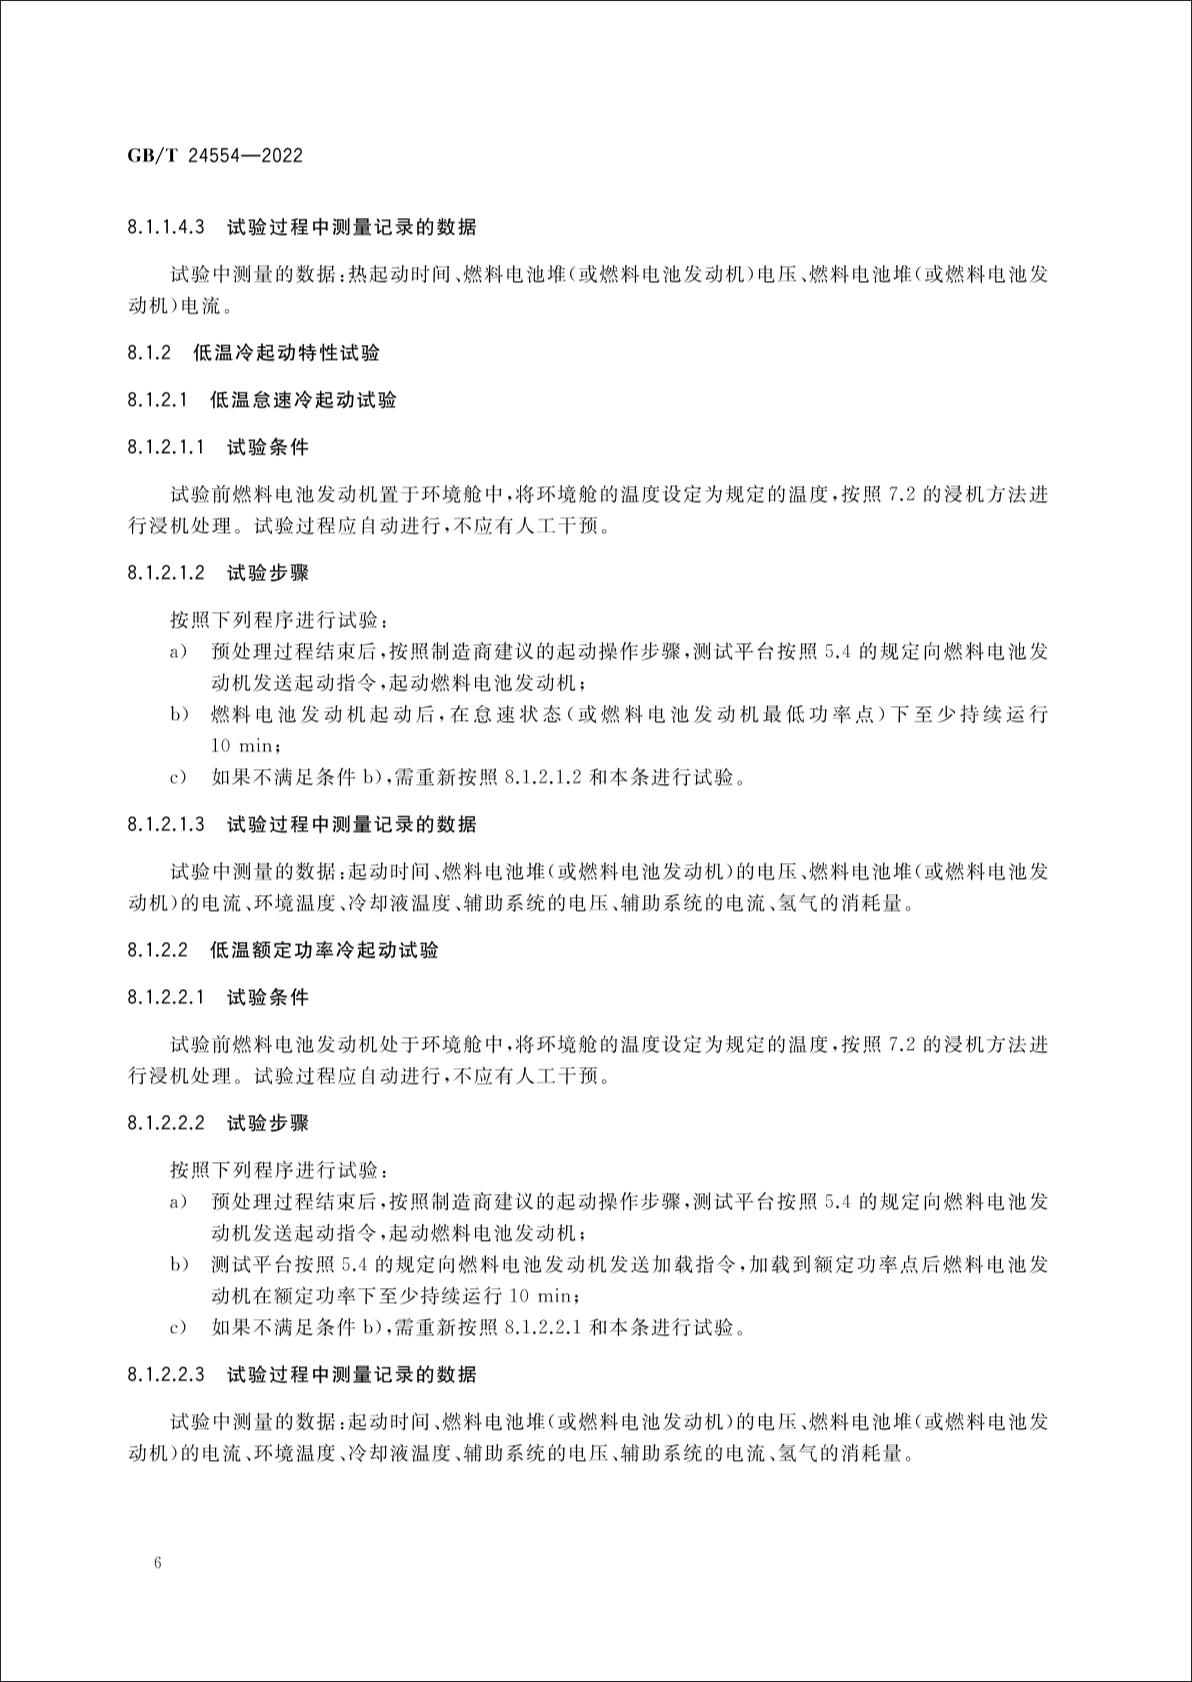 GB/T 24554—2022
8.1.1.4.3 试验过程中测量记录的数据
试验中测量的数据:热起动时间、燃料电池堆(或燃料电池发动机)电压、燃料电池堆(或燃料电池发
动机)电流。
8.1.2 低温冷起动特性试验
8.1.2.1 低温怠速冷起动试验
8.1.2.1.1 试验条件
试验前燃料电池发动机置于环境舱中,将环境舱的温度设定为规定的温度,按照 7.2 的浸机方法进
行浸机处理。试验过程应自动进行,不应有人工干预。
8.1.2.1.2 试验步骤
按照下列程序进行试验:
a) 预处理过程结束后,按照制造商建议的起动操作步骤,测试平台按照 5.4 的规定向燃料电池发
动机发送起动指令,起动燃料电池发动机;
b) 燃料电池发动机起动后,在怠速状态(或燃料电池发动机最低功率点)下至少持续运行
10 min;
c) 如果不满足条件 b),需重新按照 8.1.2.1.2 和本条进行试验。
8.1.2.1.3 试验过程中测量记录的数据
试验中测量的数据:起动时间、燃料电池堆(或燃料电池发动机)的电压、燃料电池堆(或燃料电池发
动机)的电流、环境温度、冷却液温度、辅助系统的电压、辅助系统的电流、氢气的消耗量。
8.1.2.2 低温额定功率冷起动试验
8.1.2.2.1 试验条件
试验前燃料电池发动机处于环境舱中,将环境舱的温度设定为规定的温度,按照 7.2 的浸机方法进
行浸机处理。试验过程应自动进行,不应有人工干预。
8.1.2.2.2 试验步骤
按照下列程序进行试验:
a) 预处理过程结束后,按照制造商建议的起动操作步骤,测试平台按照 5.4 的规定向燃料电池发
动机发送起动指令,起动燃料电池发动机;
b) 测试平台按照 5.4 的规定向燃料电池发动机发送加载指令,加载到额定功率点后燃料电池发
动机在额定功率下至少持续运行 10 min;
c) 如果不满足条件 b),需重新按照 8.1.2.2.1 和本条进行试验。
8.1.2.2.3 试验过程中测量记录的数据
试验中测量的数据:起动时间、燃料电池堆(或燃料电池发动机)的电压、燃料电池堆(或燃料电池发
动机)的电流、环境温度、冷却液温度、辅助系统的电压、辅助系统的电流、氢气的消耗量。
6